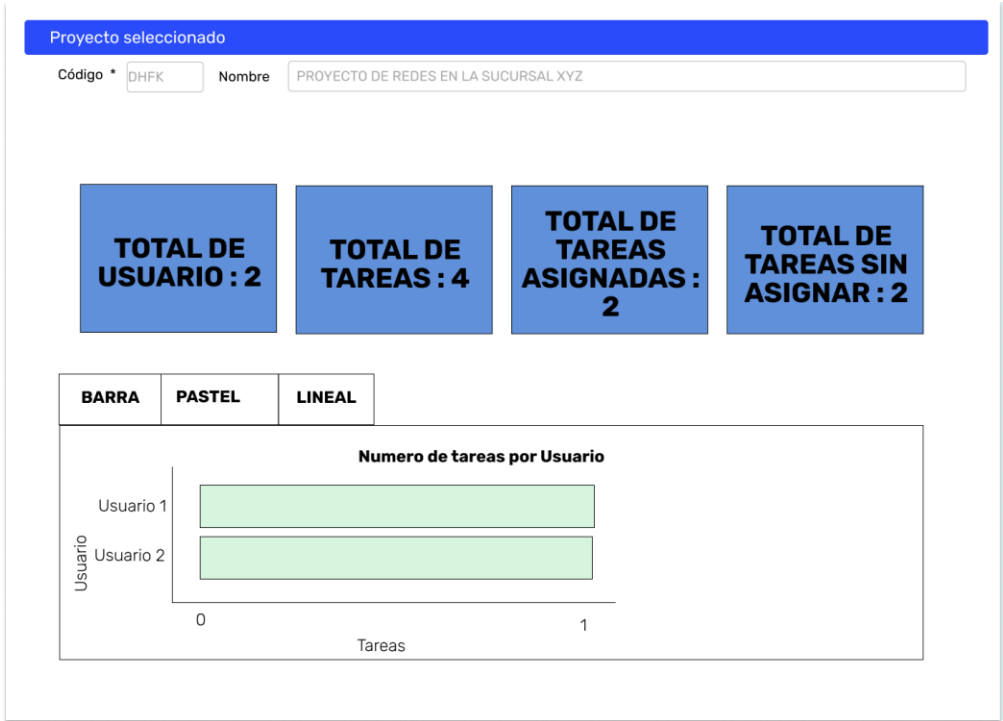 Proyecto seleccionado
Código * DHFK Nombre PROYECTO DE REDES EN LA SUCURSAL XYZ
TOTAL DE
USUARIO : 2
TOTAL DE
TAREAS : 4
TOTAL DE
TAREAS
ASIGNADAS :
2
TOTAL DE
TAREAS SIN
ASIGNAR : 2
BARRA PASTEL LINEAL
Numero de tareas por Usuario
Usuario
Usuario 1
Usuario 2
0 1
Tareas